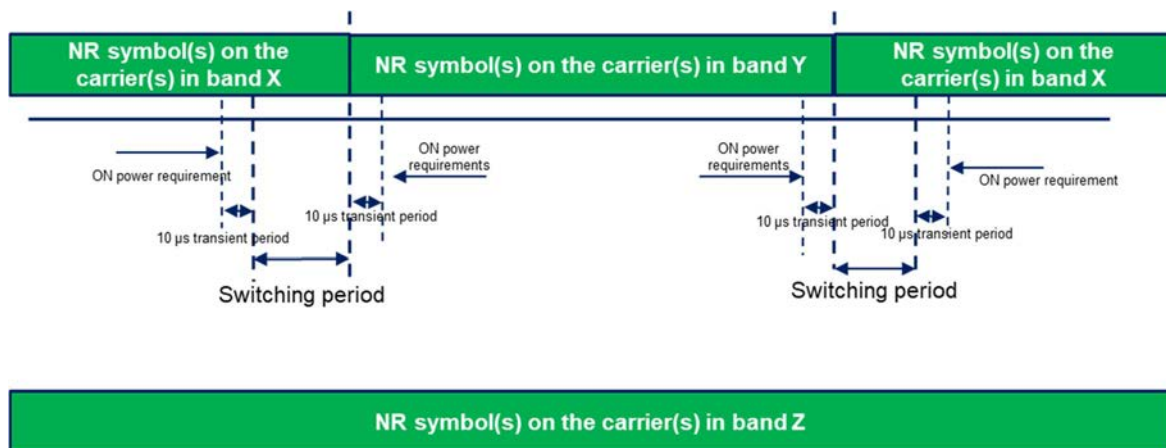 NR symbol(s) on the
carrier(s) in band X
NR symbol(s) on the carrier(s) in band Y
NR symbol(s) on the
carrier(s) in band X
ON power requirement
ON power
requirements
ON power
requirements
ON power requirement
10 µs transient period
10 µs transient period
10 µs transient period
10 µs transient period
Switching period
Switching period
NR symbol(s) on the carrier(s) in band Z